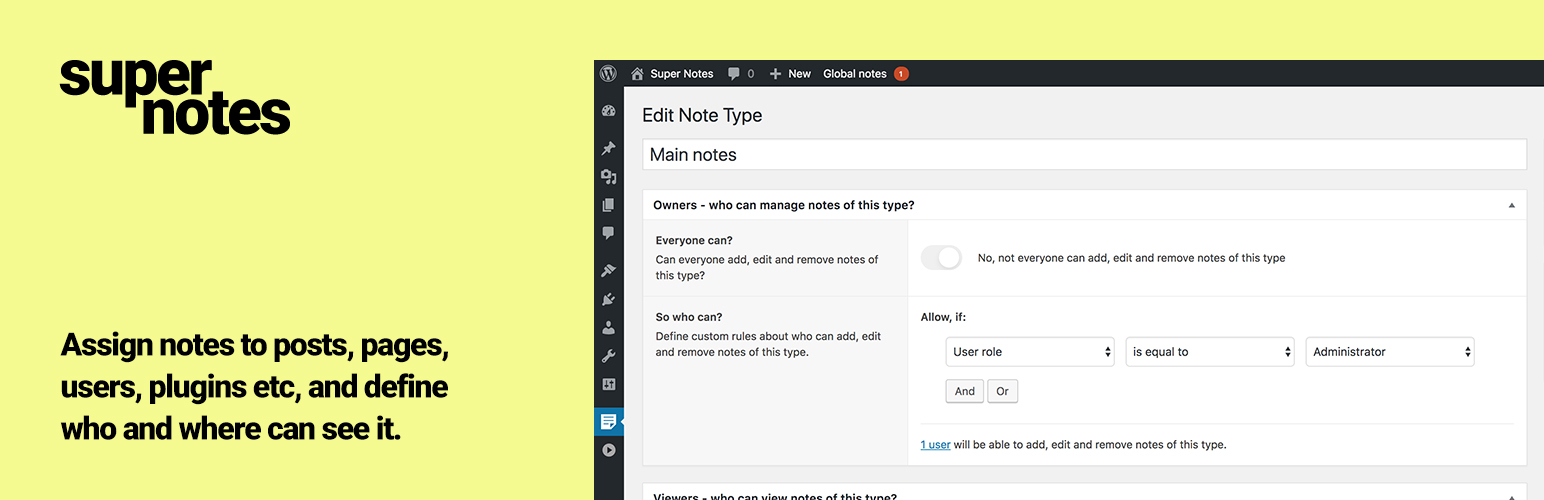 super
notes
Assign notes to posts, pages,
users, plugins etc, and define
who and where can see it.
Super Notes 0 New Global notes 1
Edit Note Type
Main notes
Owners - who can manage notes of this type?
Everyone can?
Can everyone add, edit and remove notes of
this type?
No, not everyone can add, edit and remove notes of this type
So who can?
Define custom rules about who can add, edit
and remove notes of this type.
Allow, if:
User role is equal to Administrator
And Or
1 user will be able to add, edit and remove notes of this type.
Viewers - who can view notes of this type?